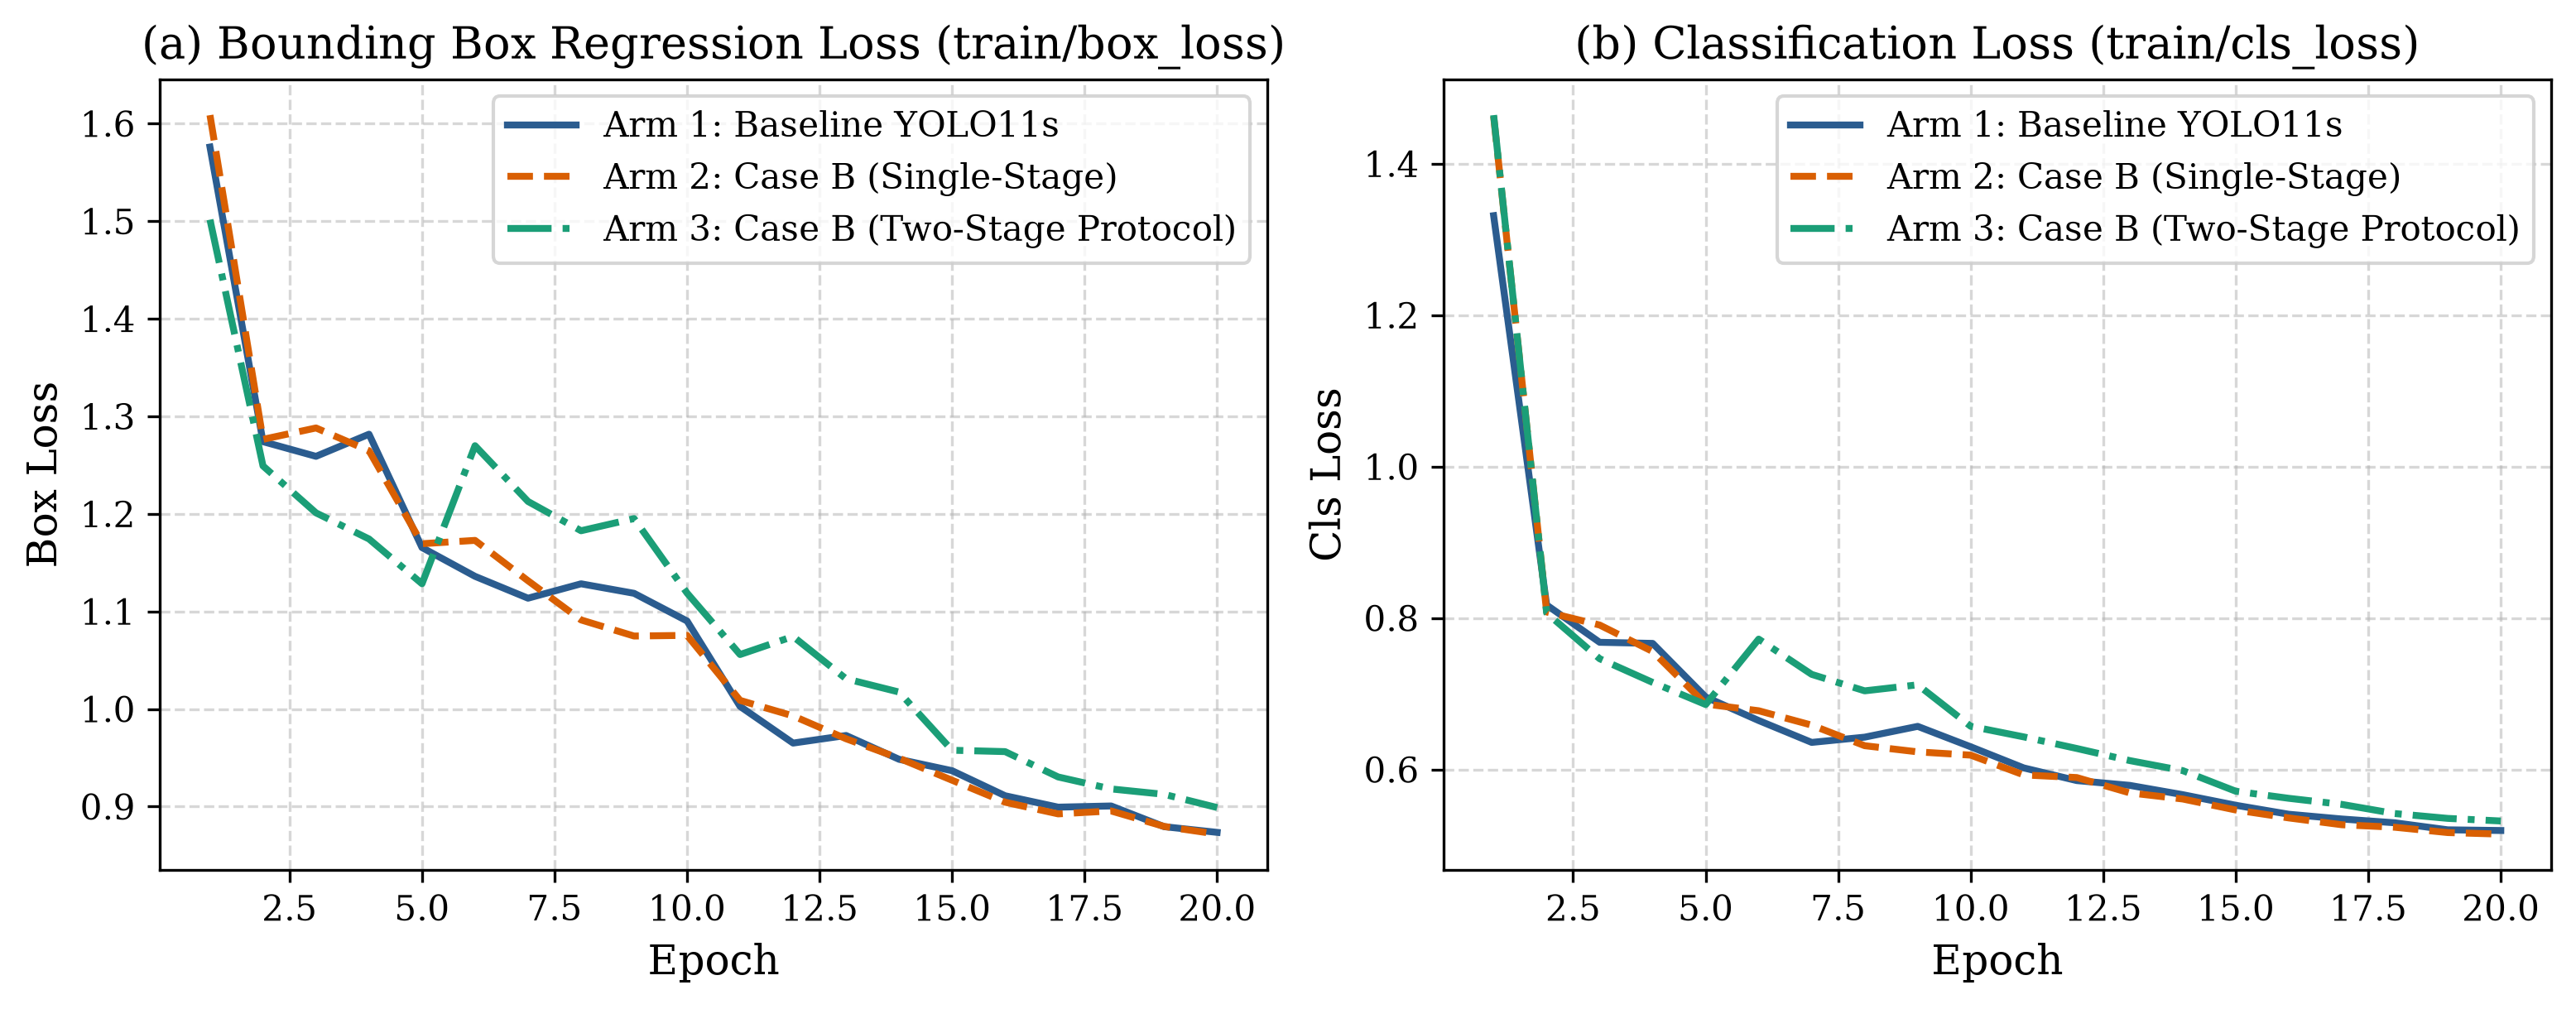 (a) Bounding Box Regression Loss (train/box_loss)
Arm 1: Baseline YOLO11s
Arm 2: Case B (Single-Stage)
Arm 3: Case B (Two-Stage Protocol)
Box Loss
1.6
1.5
1.4
1.3
1.2
1.1
1.0
0.9
2.5 5.0 7.5 10.0 12.5 15.0 17.5 20.0
Epoch
(b) Classification Loss (train/cls_loss)
Arm 1: Baseline YOLO11s
Arm 2: Case B (Single-Stage)
Arm 3: Case B (Two-Stage Protocol)
Cls Loss
1.4
1.2
1.0
0.8
0.6
2.5 5.0 7.5 10.0 12.5 15.0 17.5 20.0
Epoch